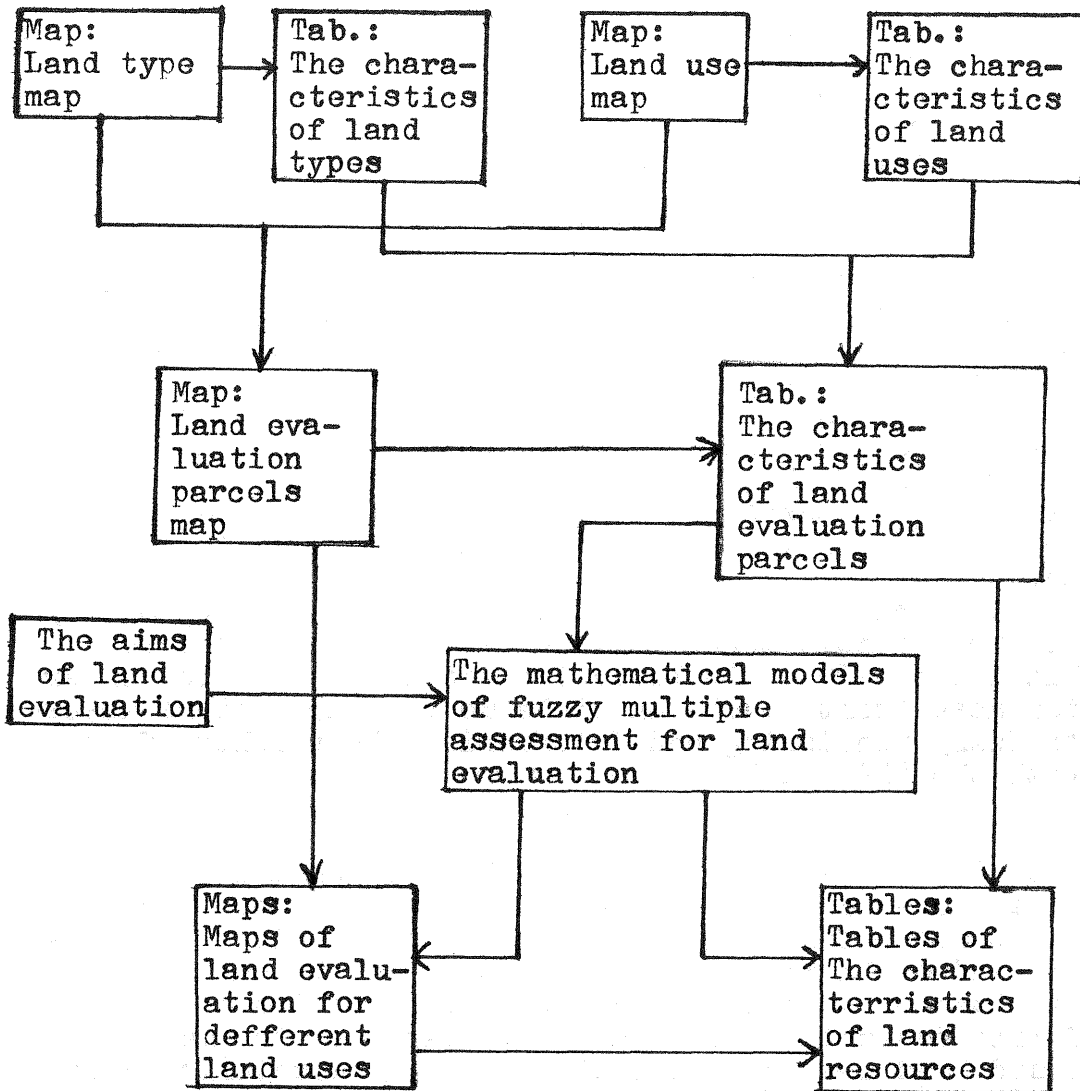 Map:
Land type
map
Tab.:
The chara-
cteristics
of land
types
Map:
Land use
map
Tab.:
The chara-
cteristics
of land
uses
Map:
Land eva-
luation
parcels
map
Tab.:
The chara-
cteristics
of land
evaluation
parcels
The aims
of land
evaluation
The mathematical models
of fuzzy multiple
assessment for land
evaluation
Maps:
Maps of
land evalu-
ation for
defferent
land uses
Tables:
Tables of
The charac-
terristics
of land
resources